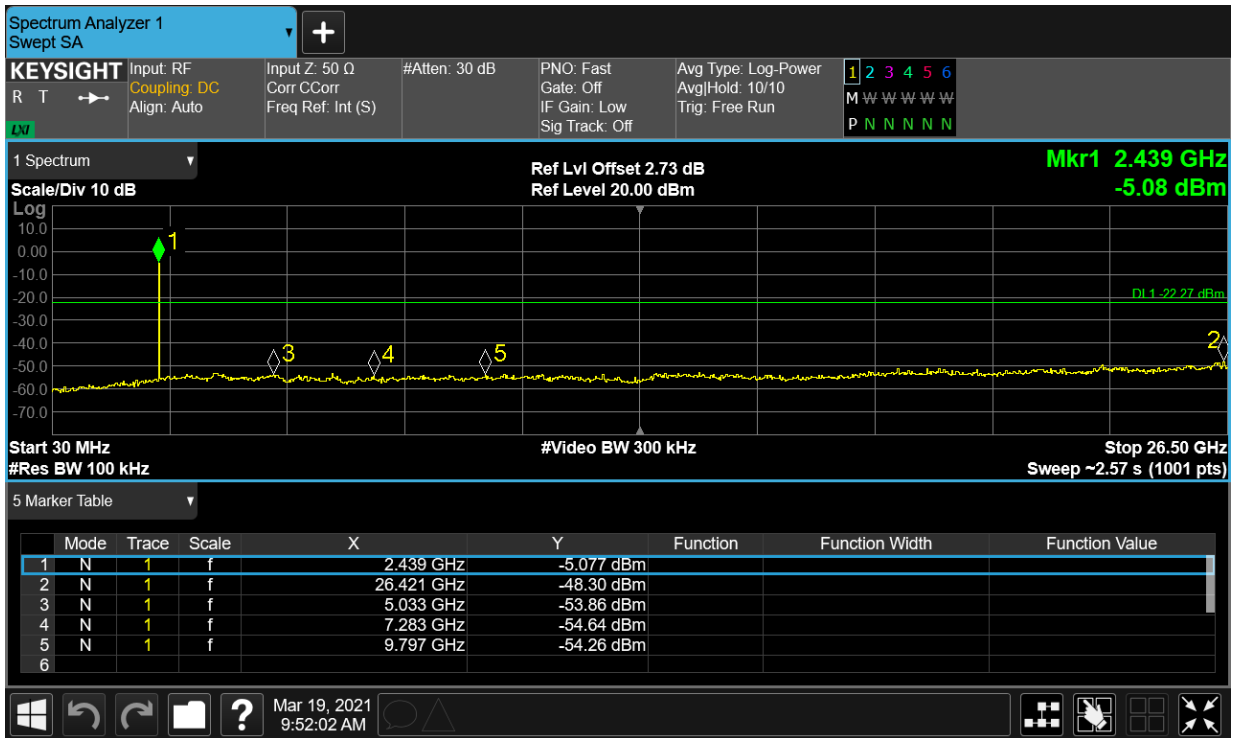 Spectrum Analyzer 1
Swept SA
KEYSIGHT
R T
LXI
Input: RF
Coupling: DC
Align: Auto
Input Z: 50 Ω
Corr CCorr
Freq Ref: Int (S)
#Atten: 30 dB
PNO: Fast
Gate: Off
IF Gain: Low
Sig Track: Off
Avg Type: Log-Power
Avg|Hold: 10/10
Trig: Free Run
1 2 3 4 5 6
M W W W W W
P N N N N N
1 Spectrum
Scale/Div 10 dB
Ref Lvl Offset 2.73 dB
Ref Level 20.00 dBm
Mkr1 2.439 GHz
-5.08 dBm
Log
10.0
0.00
-10.0
-20.0
-30.0
-40.0
-50.0
-60.0
-70.0
1
DL1 -22.27 dBm
3
4
5
2
Start 30 MHz
#Res BW 100 kHz
#Video BW 300 kHz
Stop 26.50 GHz
Sweep ~2.57 s (1001 pts)
5 Marker Table
Mode Trace Scale X Y Function Function Width Function Value
1 N 1 f 2.439 GHz -5.077 dBm
2 N 1 f 26.421 GHz -48.30 dBm
3 N 1 f 5.033 GHz -53.86 dBm
4 N 1 f 7.283 GHz -54.64 dBm
5 N 1 f 9.797 GHz -54.26 dBm
6
?
Mar 19, 2021
9:52:02 AM